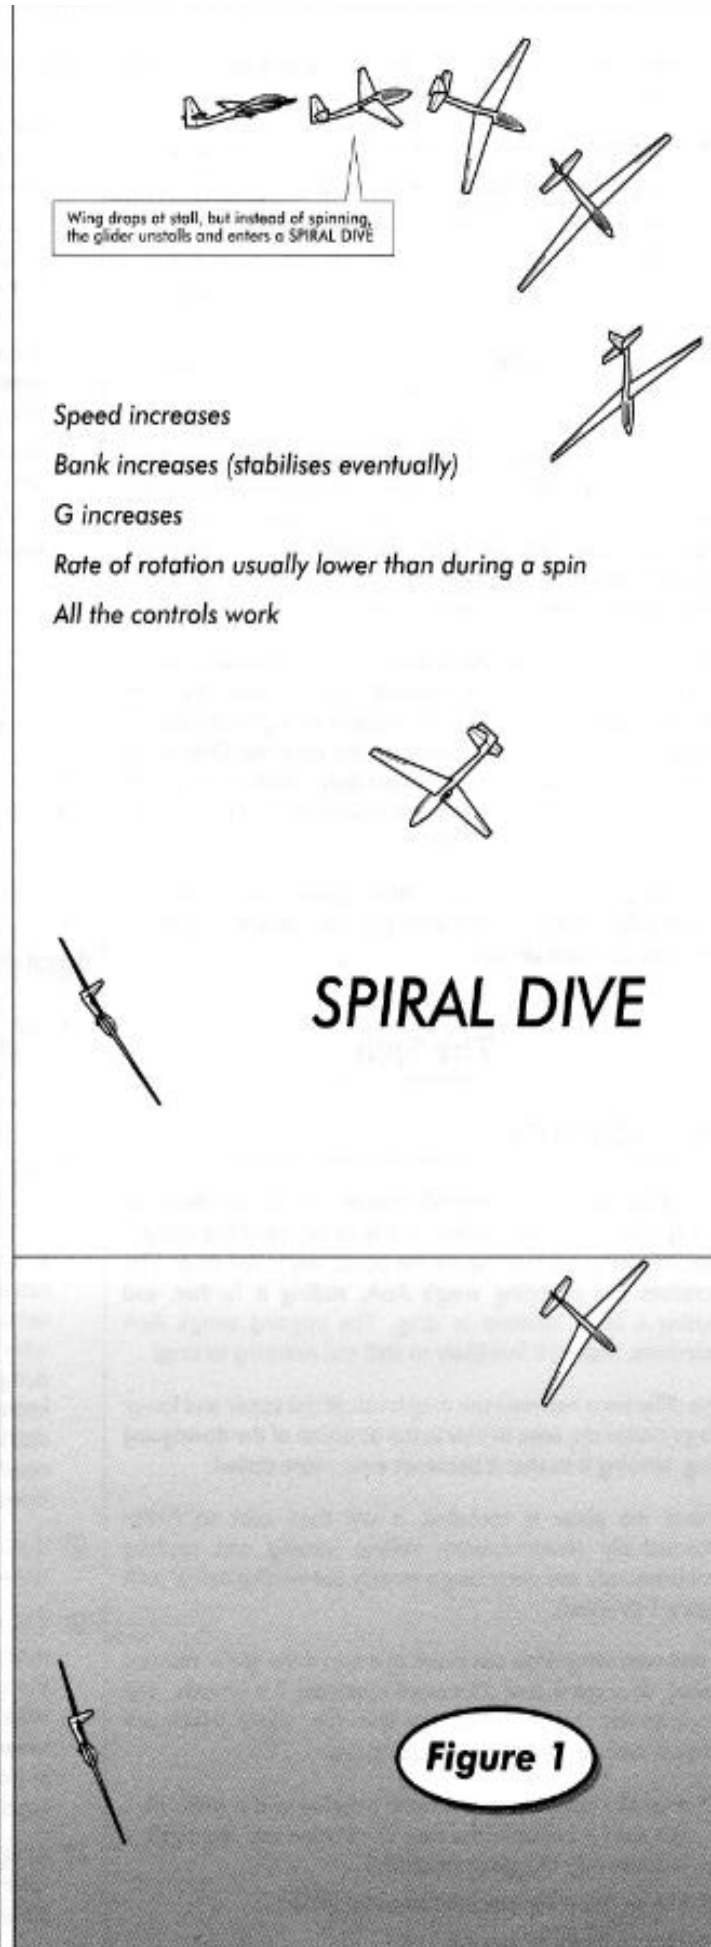 Wing drops at stall, but instead of spinning,
the glider unstalls and enters a SPIRAL DIVE
Speed increases
Bank increases (stabilises eventually)
G increases
Rate of rotation usually lower than during a spin
All the controls work
SPIRAL DIVE
Figure 1